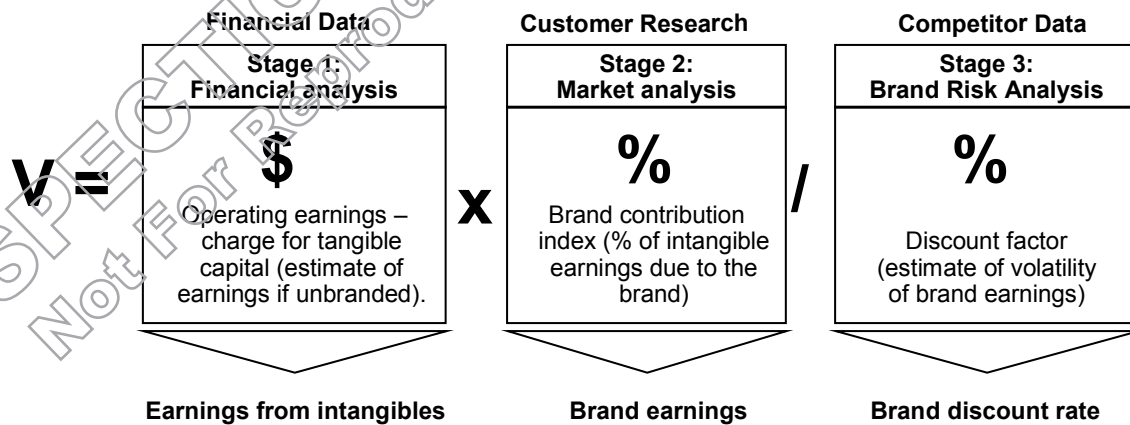 Financial Data
Customer Research
Competitor Data
Stage 1:
Financial analysis
Stage 2:
Market analysis
Stage 3:
Brand Risk Analysis
V =
$
x
%
/
%
Operating earnings –
charge for tangible
capital (estimate of
earnings if unbranded).
Brand contribution
index (% of intangible
earnings due to the
brand)
Discount factor
(estimate of volatility
of brand earnings)
Earnings from intangibles
Brand earnings
Brand discount rate